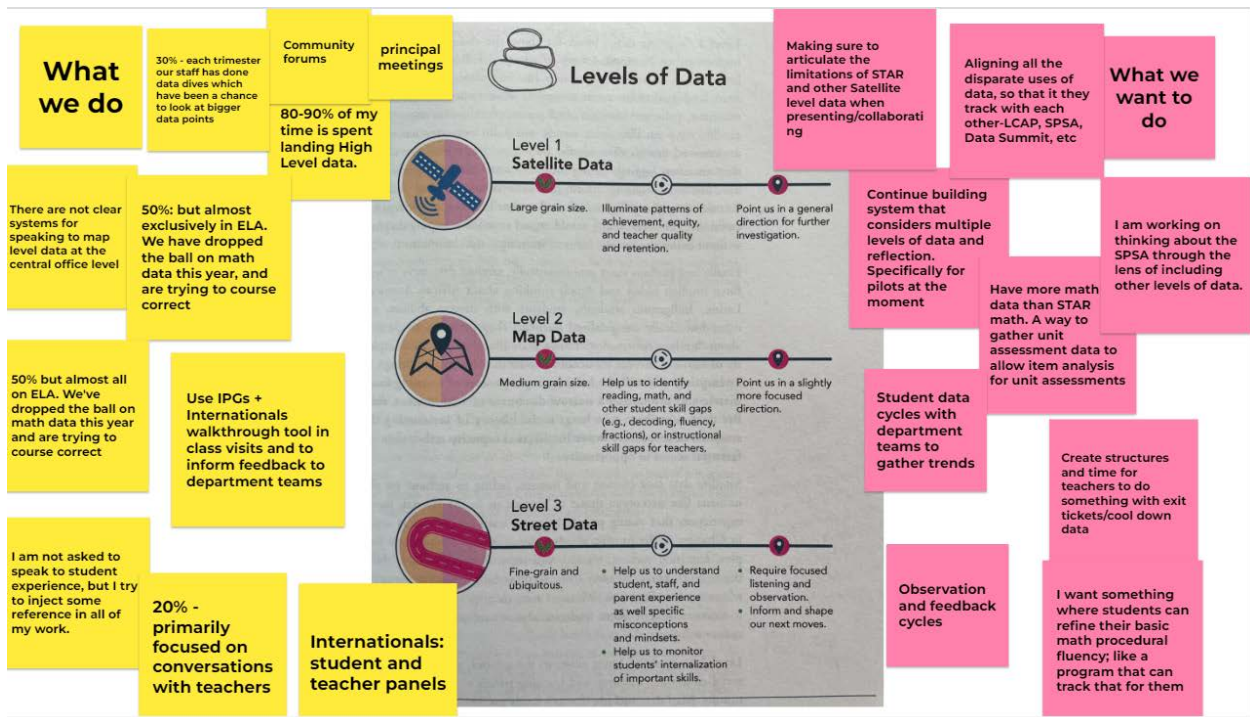 What
we do
30% - each trimester
our staff has done
data dives which
have been a chance
to look at bigger
data points
Community
forums
principal
meetings
80-90% of my
time is spent
landing High
Level data.
There are not clear
systems for
speaking to map
level data at the
central office level
50%: but almost
exclusively in ELA.
We have dropped
the ball on math
data this year, and
are trying to course
correct
50% but almost all
on ELA. We've
dropped the ball on
math data this year
and are trying to
course correct
Use IPGs +
Internationals
walkthrough tool in
class visits and to
inform feedback to
department teams
I am not asked to
speak to student
experience, but I try
to inject some
reference in all of
my work.
20% -
primarily
focused on
conversations
with teachers
Internationals:
student and
teacher panels
Levels of Data
Level 1
Satellite Data
Large grain size.
Illuminate patterns of
achievement, equity,
and teacher quality
and retention.
Point us in a general
direction for further
investigation.
Level 2
Map Data
Medium grain size.
Help us to identify
reading, math, and
other student skill gaps
(e.g., decoding, fluency,
fractions), or instructional
skill gaps for teachers.
Point us in a slightly
more focused
direction.
Level 3
Street Data
Fine-grain and
ubiquitous.
• Help us to understand
student, staff, and
parent experience
as well specific
misconceptions
and mindsets.
• Help us to monitor
students' internalization
of important skills.
• Require focused
listening and
observation.
• Inform and shape
our next moves.
Making sure to
articulate the
limitations of STAR
and other Satellite
level data when
presenting/collaborati
ng
Aligning all the
disparate uses of
data, so that it they
track with each
other-LCAP, SPSA,
Data Summit, etc
What we
want to
do
Continue building
system that
considers multiple
levels of data and
reflection.
Specifically for
pilots at the
moment
I am working on
thinking about the
SPSA through the
lens of including
other levels of data.
Have more math
data than STAR
math. A way to
gather unit
assessment data to
allow item analysis
for unit assessments
Student data
cycles with
department
teams to
gather trends
Create structures
and time for
teachers to do
something with exit
tickets/cool down
data
Observation
and feedback
cycles
I want something
where students can
refine their basic
math procedural
fluency; like a
program that can
track that for them